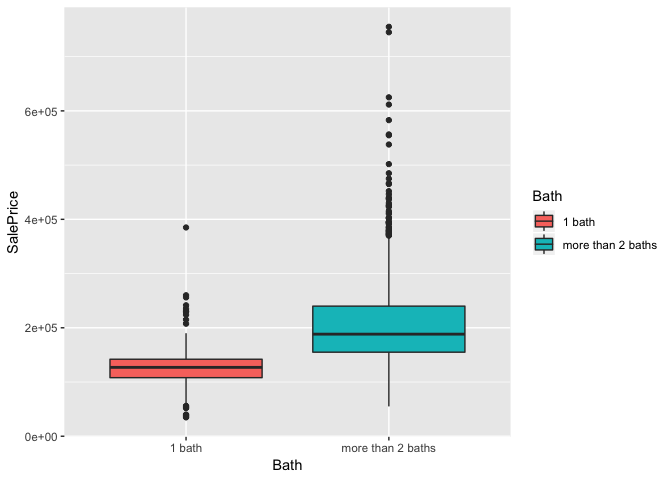 6e+05
4e+05
2e+05
0e+00
SalePrice
1 bath
more than 2 baths
Bath
Bath
1 bath
more than 2 baths